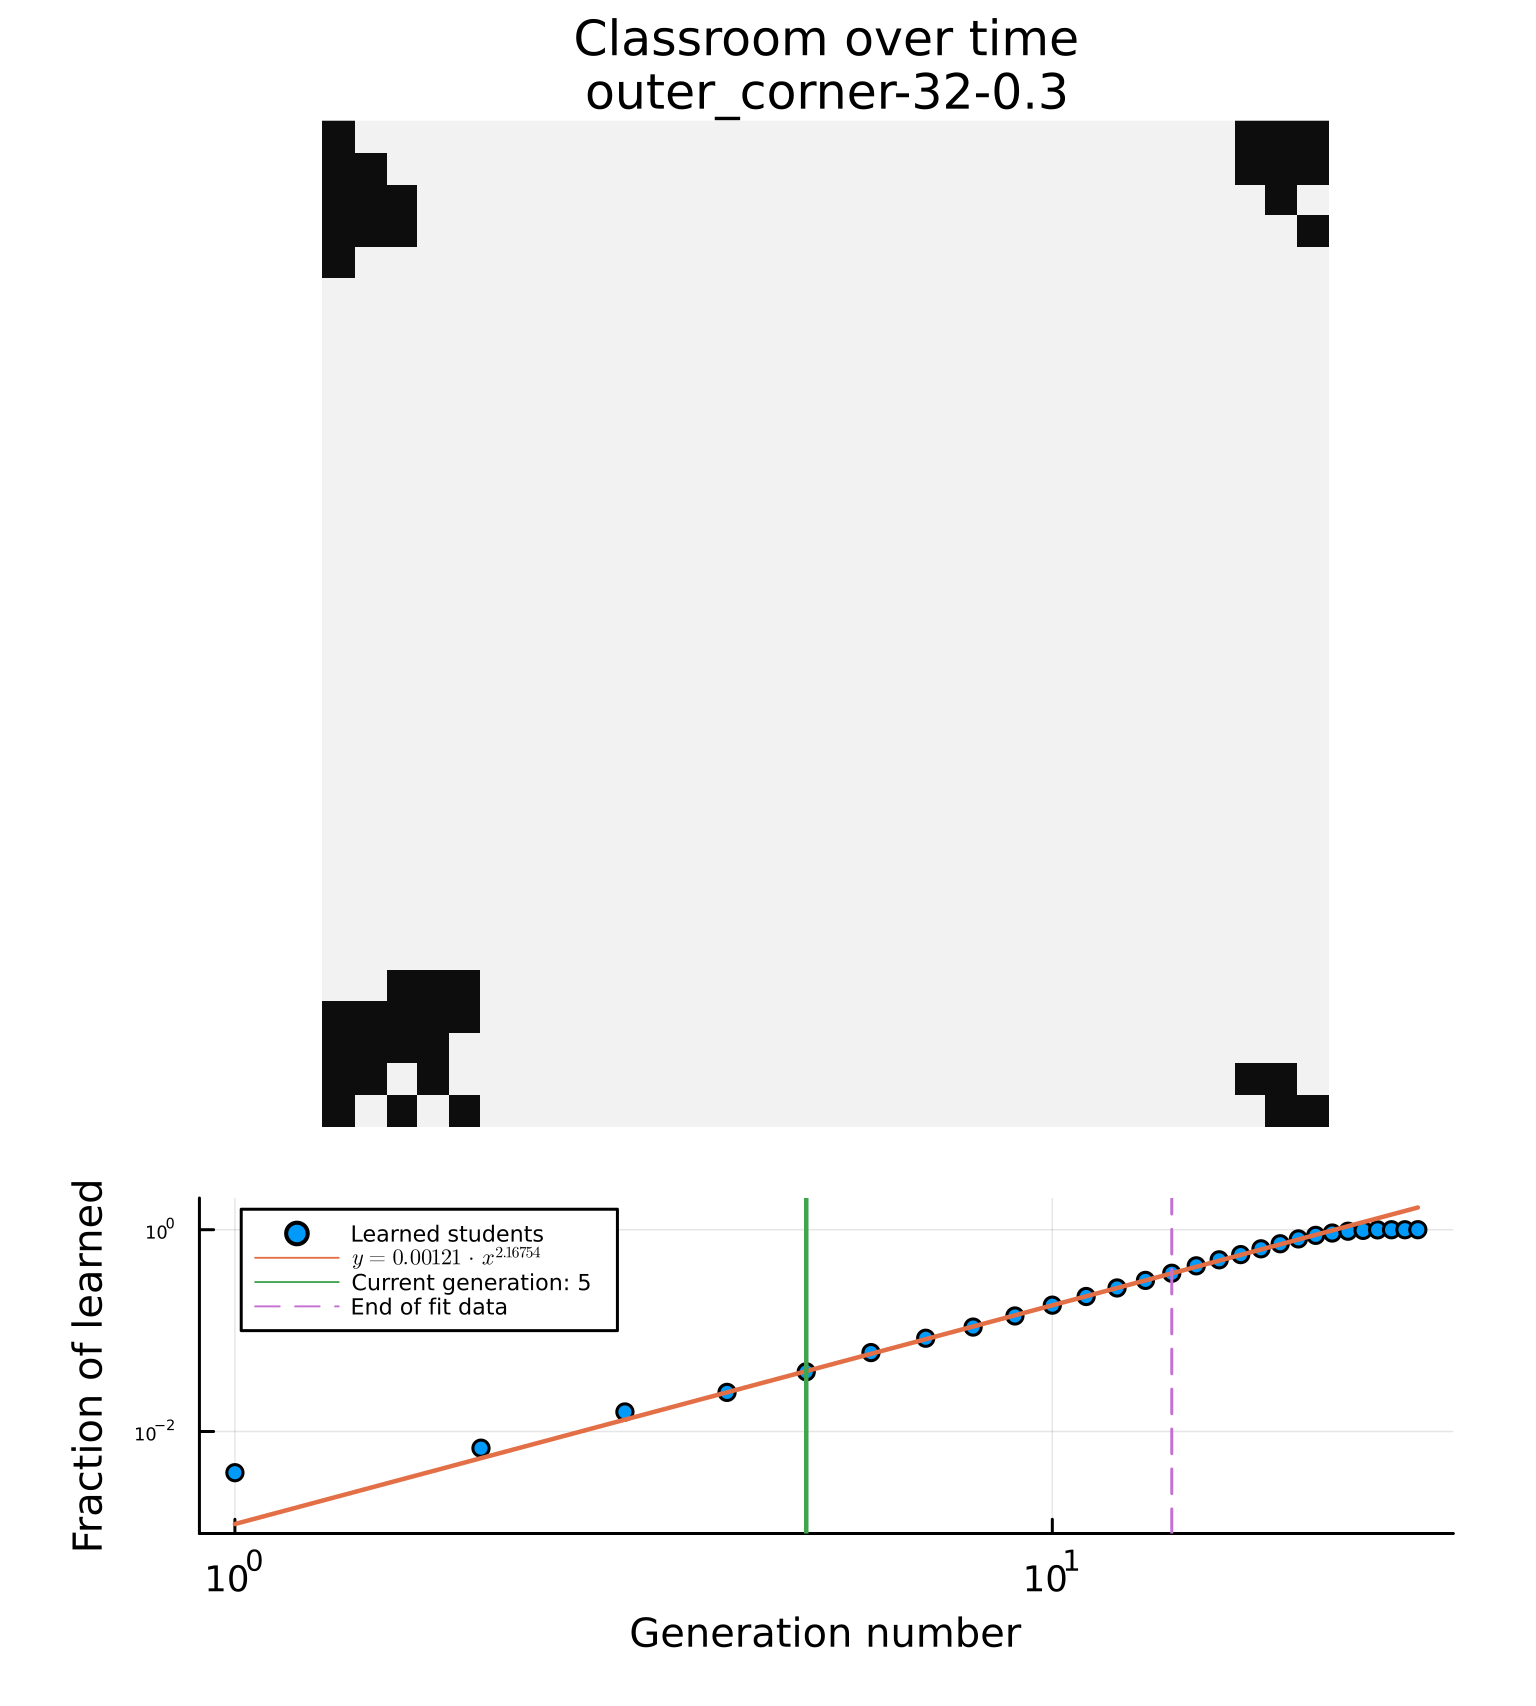 Classroom over time
outer_corner-32-0.3
Fraction of learned
10^0
10^−2
Learned students
y = 0.00121 · x^2.16754
Current generation: 5
End of fit data
10^0
10^1
Generation number